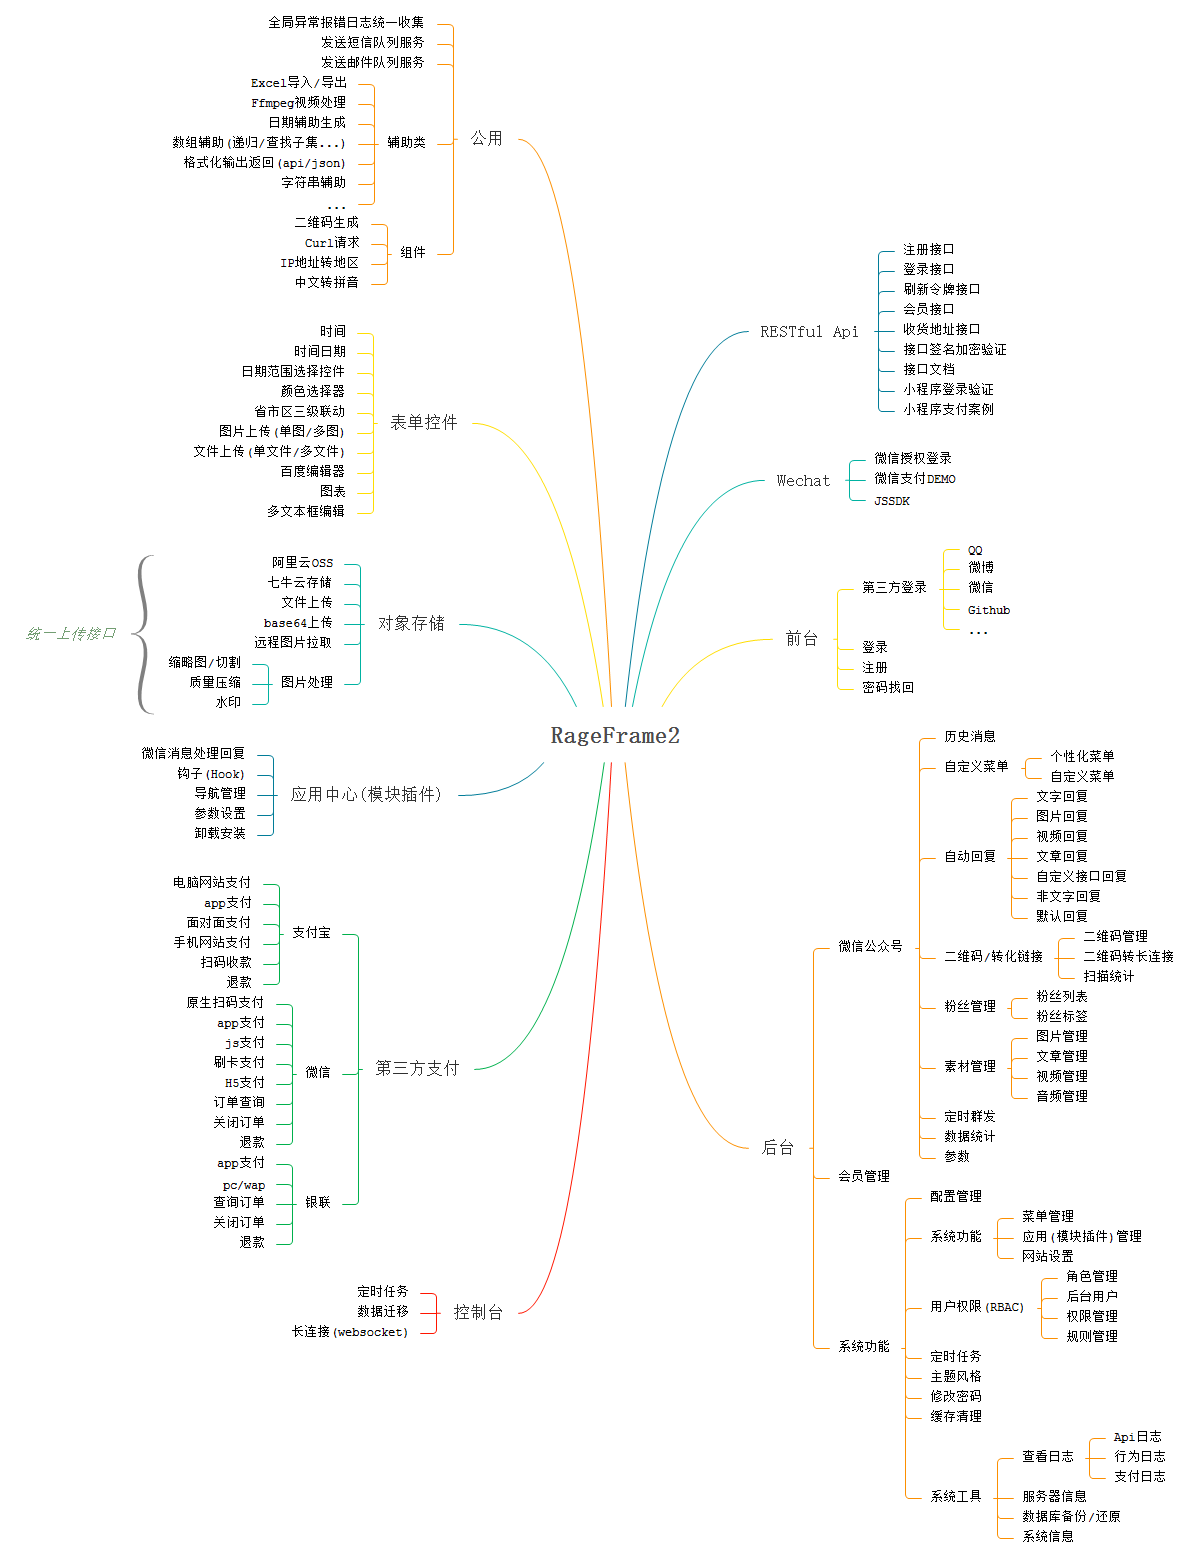 RageFrame2
公用
全局异常报错日志统一收集
发送短信队列服务
发送邮件队列服务
辅助类
Excel导入/导出
Ffmpeg视频处理
日期辅助生成
数组辅助(递归/查找子集...)
格式化输出返回(api/json)
字符串辅助
...
组件
二维码生成
Curl请求
IP地址转地区
中文转拼音
表单控件
时间
时间日期
日期范围选择控件
颜色选择器
省市区三级联动
图片上传(单图/多图)
文件上传(单文件/多文件)
百度编辑器
图表
多文本框编辑
对象存储
阿里云OSS
七牛云存储
文件上传
base64上传
远程图片拉取
图片处理
缩略图/切割
质量压缩
水印
统一上传接口
应用中心(模块插件)
微信消息处理回复
钩子(Hook)
导航管理
参数设置
卸载安装
第三方支付
支付宝
电脑网站支付
app支付
面对面支付
手机网站支付
扫码收款
退款
微信
原生扫码支付
app支付
js支付
刷卡支付
H5支付
订单查询
关闭订单
退款
银联
app支付
pc/wap
查询订单
关闭订单
退款
控制台
定时任务
数据迁移
长连接(websocket)
RESTful Api
注册接口
登录接口
刷新令牌接口
会员接口
收货地址接口
接口签名加密验证
接口文档
小程序登录验证
小程序支付案例
Wechat
微信授权登录
微信支付DEMO
JSSDK
前台
第三方登录
QQ
微博
微信
Github
...
登录
注册
密码找回
后台
微信公众号
历史消息
自定义菜单
个性化菜单
自定义菜单
自动回复
文字回复
图片回复
视频回复
文章回复
自定义接口回复
非文字回复
默认回复
二维码/转化链接
二维码管理
二维码转长连接
扫描统计
粉丝管理
粉丝列表
粉丝标签
素材管理
图片管理
文章管理
视频管理
音频管理
定时群发
数据统计
参数
会员管理
系统功能
配置管理
系统功能
菜单管理
应用(模块插件)管理
网站设置
用户权限(RBAC)
角色管理
后台用户
权限管理
规则管理
定时任务
主题风格
修改密码
缓存清理
系统工具
查看日志
Api日志
行为日志
支付日志
服务器信息
数据库备份/还原
系统信息